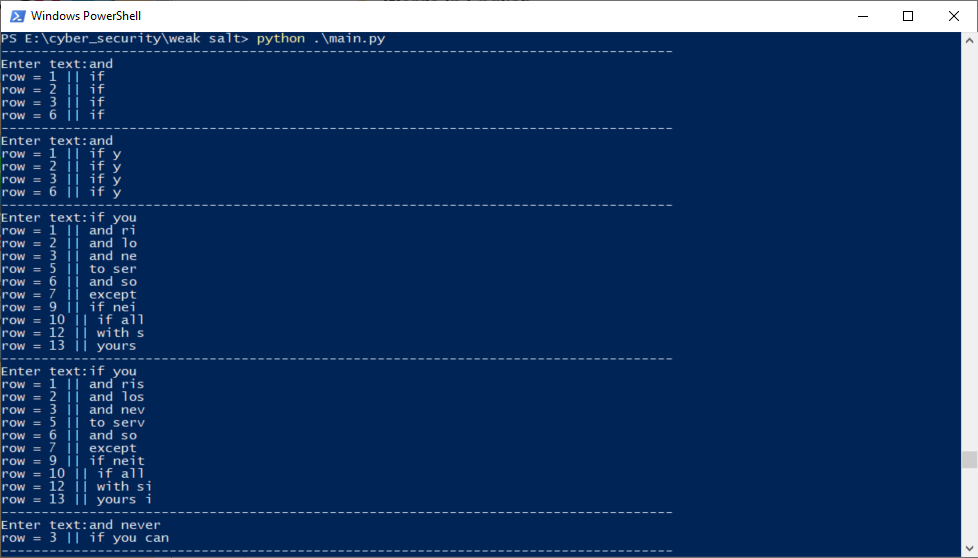 Windows PowerShell
PS E:\cyber_security\weak salt> python .\main.py
------------------------------------------------------------------------------------
Enter text:and
row = 1 || if
row = 2 || if
row = 3 || if
row = 6 || if
------------------------------------------------------------------------------------
Enter text:and
row = 1 || if y
row = 2 || if y
row = 3 || if y
row = 6 || if y
------------------------------------------------------------------------------------
Enter text:if you
row = 1 || and ri
row = 2 || and lo
row = 3 || and ne
row = 5 || to ser
row = 6 || and so
row = 7 || except
row = 9 || if nei
row = 10 || if all
row = 12 || with s
row = 13 || yours
------------------------------------------------------------------------------------
Enter text:if you
row = 1 || and ris
row = 2 || and los
row = 3 || and nev
row = 5 || to serv
row = 6 || and so
row = 7 || except
row = 9 || if neit
row = 10 || if all
row = 12 || with si
row = 13 || yours i
------------------------------------------------------------------------------------
Enter text:and never
row = 3 || if you can
------------------------------------------------------------------------------------